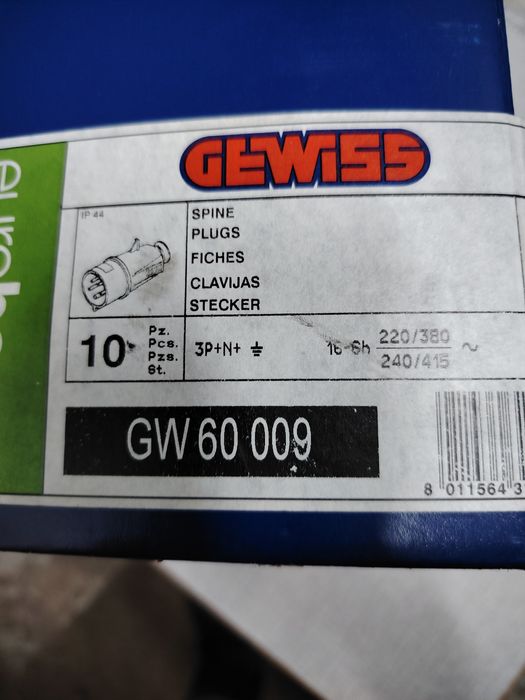 GEWISS
IP 44
SPINE
PLUGS
FICHES
CLAVIJAS
STECKER
10
Pz.
Pcs.
Pzs.
St.
3P+N+
16-6h
220/380
240/415 ~
GW 60 009
8 011564 3